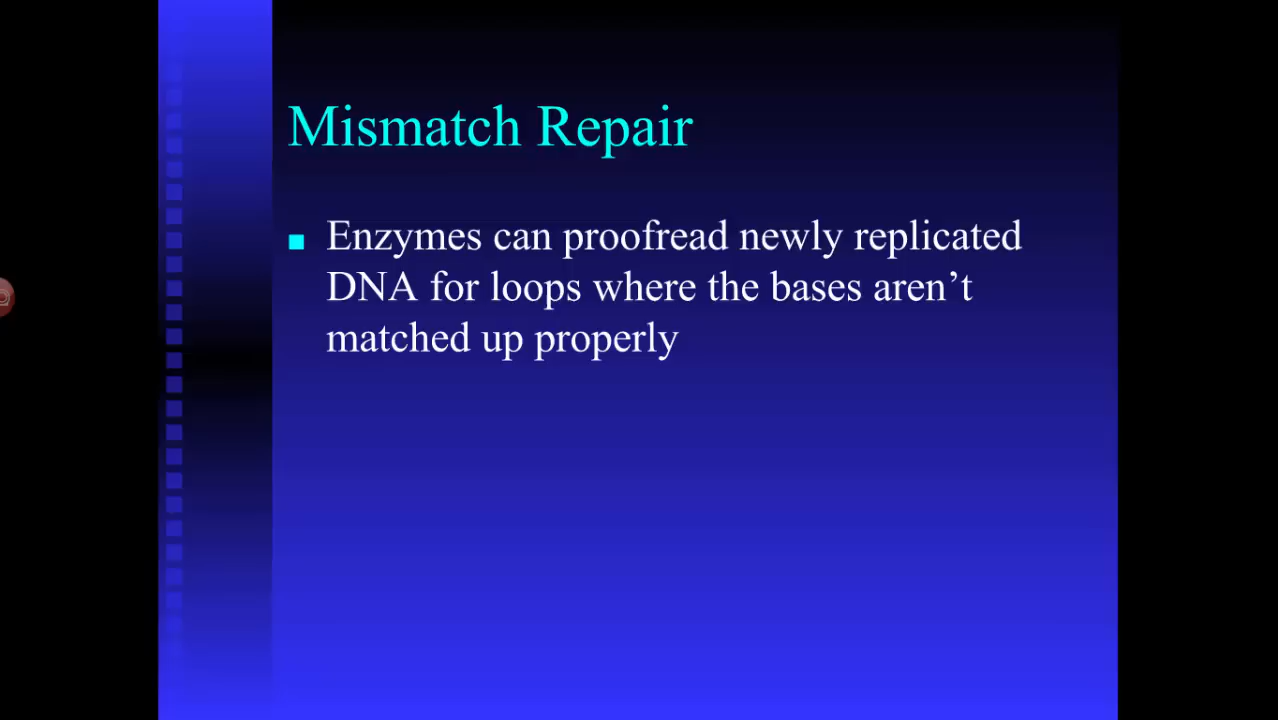 Mismatch Repair
Enzymes can proofread newly replicated
DNA for loops where the bases aren’t
matched up properly